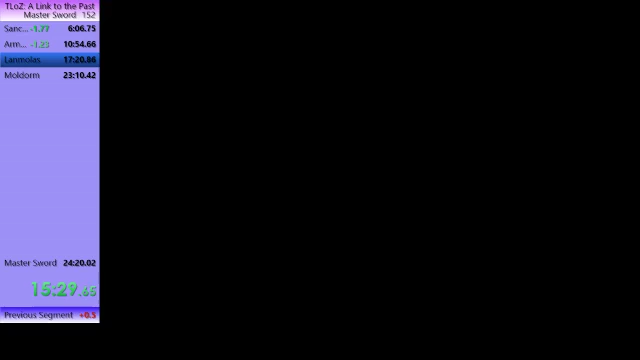 TLoZ: A Link to the Past
Master Sword 152
Sanc... -1.77 6:06.75
Arm... -1.23 10:54.66
Lanmolas 17:20.86
Moldorm 23:10.42
Master Sword 24:20.02
15:29.65
Previous Segment +0.5